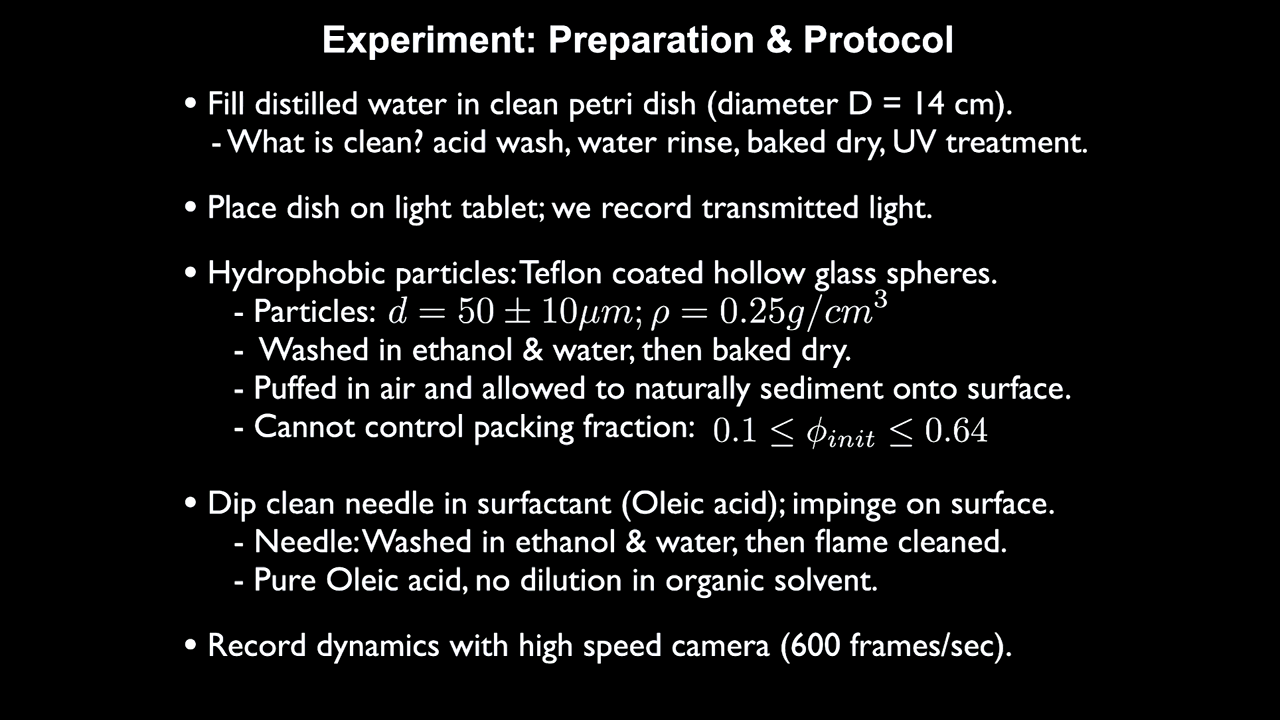 Experiment: Preparation & Protocol
• Fill distilled water in clean petri dish (diameter D = 14 cm).
- What is clean? acid wash, water rinse, baked dry, UV treatment.
• Place dish on light tablet; we record transmitted light.
• Hydrophobic particles: Teflon coated hollow glass spheres.
- Particles: d = 50 ± 10μm; ρ = 0.25g/cm³
- Washed in ethanol & water, then baked dry.
- Puffed in air and allowed to naturally sediment onto surface.
- Cannot control packing fraction: 0.1 ≤ ϕ_init ≤ 0.64
• Dip clean needle in surfactant (Oleic acid); impinge on surface.
- Needle: Washed in ethanol & water, then flame cleaned.
- Pure Oleic acid, no dilution in organic solvent.
• Record dynamics with high speed camera (600 frames/sec).